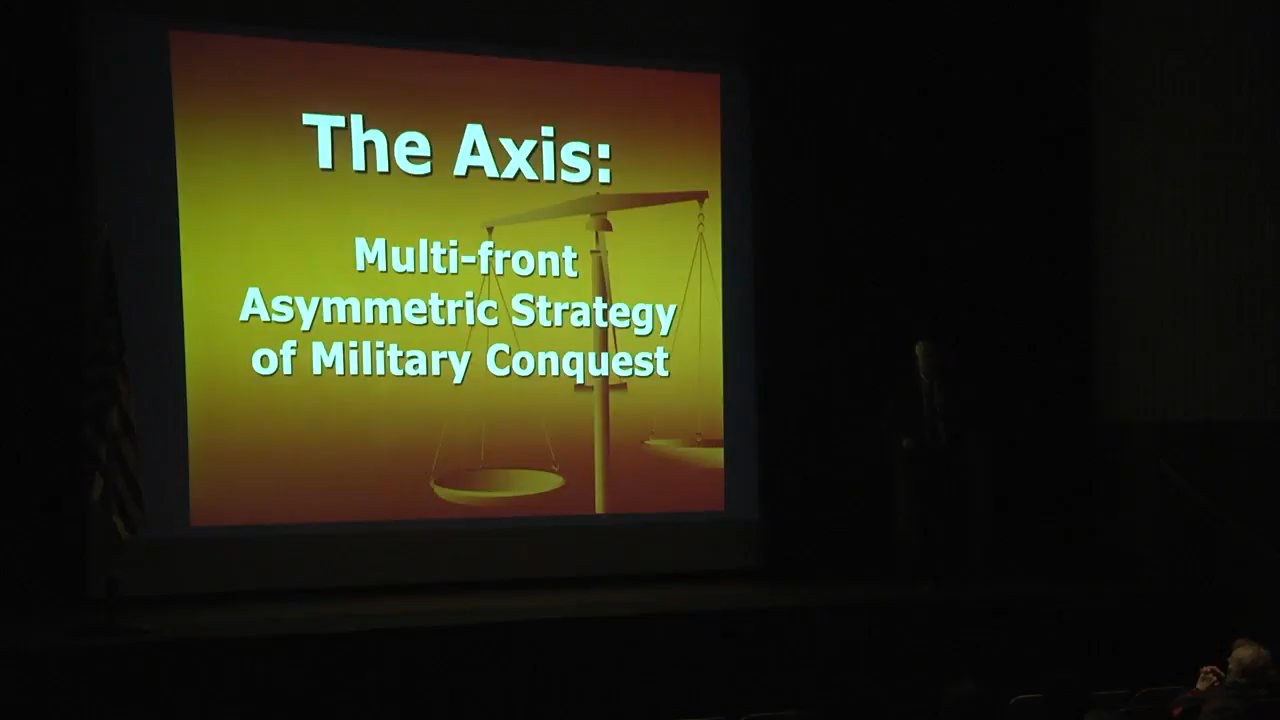 The Axis:
Multi-front
Asymmetric Strategy
of Military Conquest